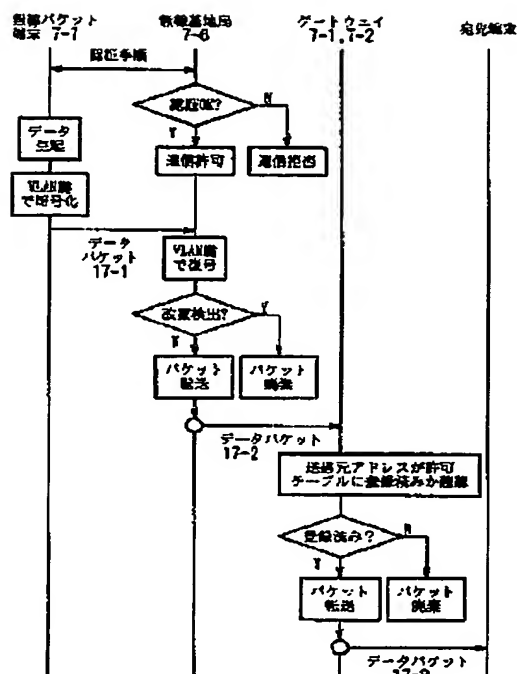 無線パケット
端末 7-7
無線基地局
7-6
ゲートウェイ
7-1,7-2
宛先端末
認証手順
認証OK?
N
Y
データ
生起
通信許可
通信拒否
WLAN鍵
で暗号化
データ
パケット
17-1
WLAN鍵
で復号
改竄検出?
Y
パケット
転送
パケット
廃棄
データパケット
17-2
送信元アドレスが許可
テーブルに登録済みか確認
登録済み?
N
Y
パケット
転送
パケット
廃棄
データパケット